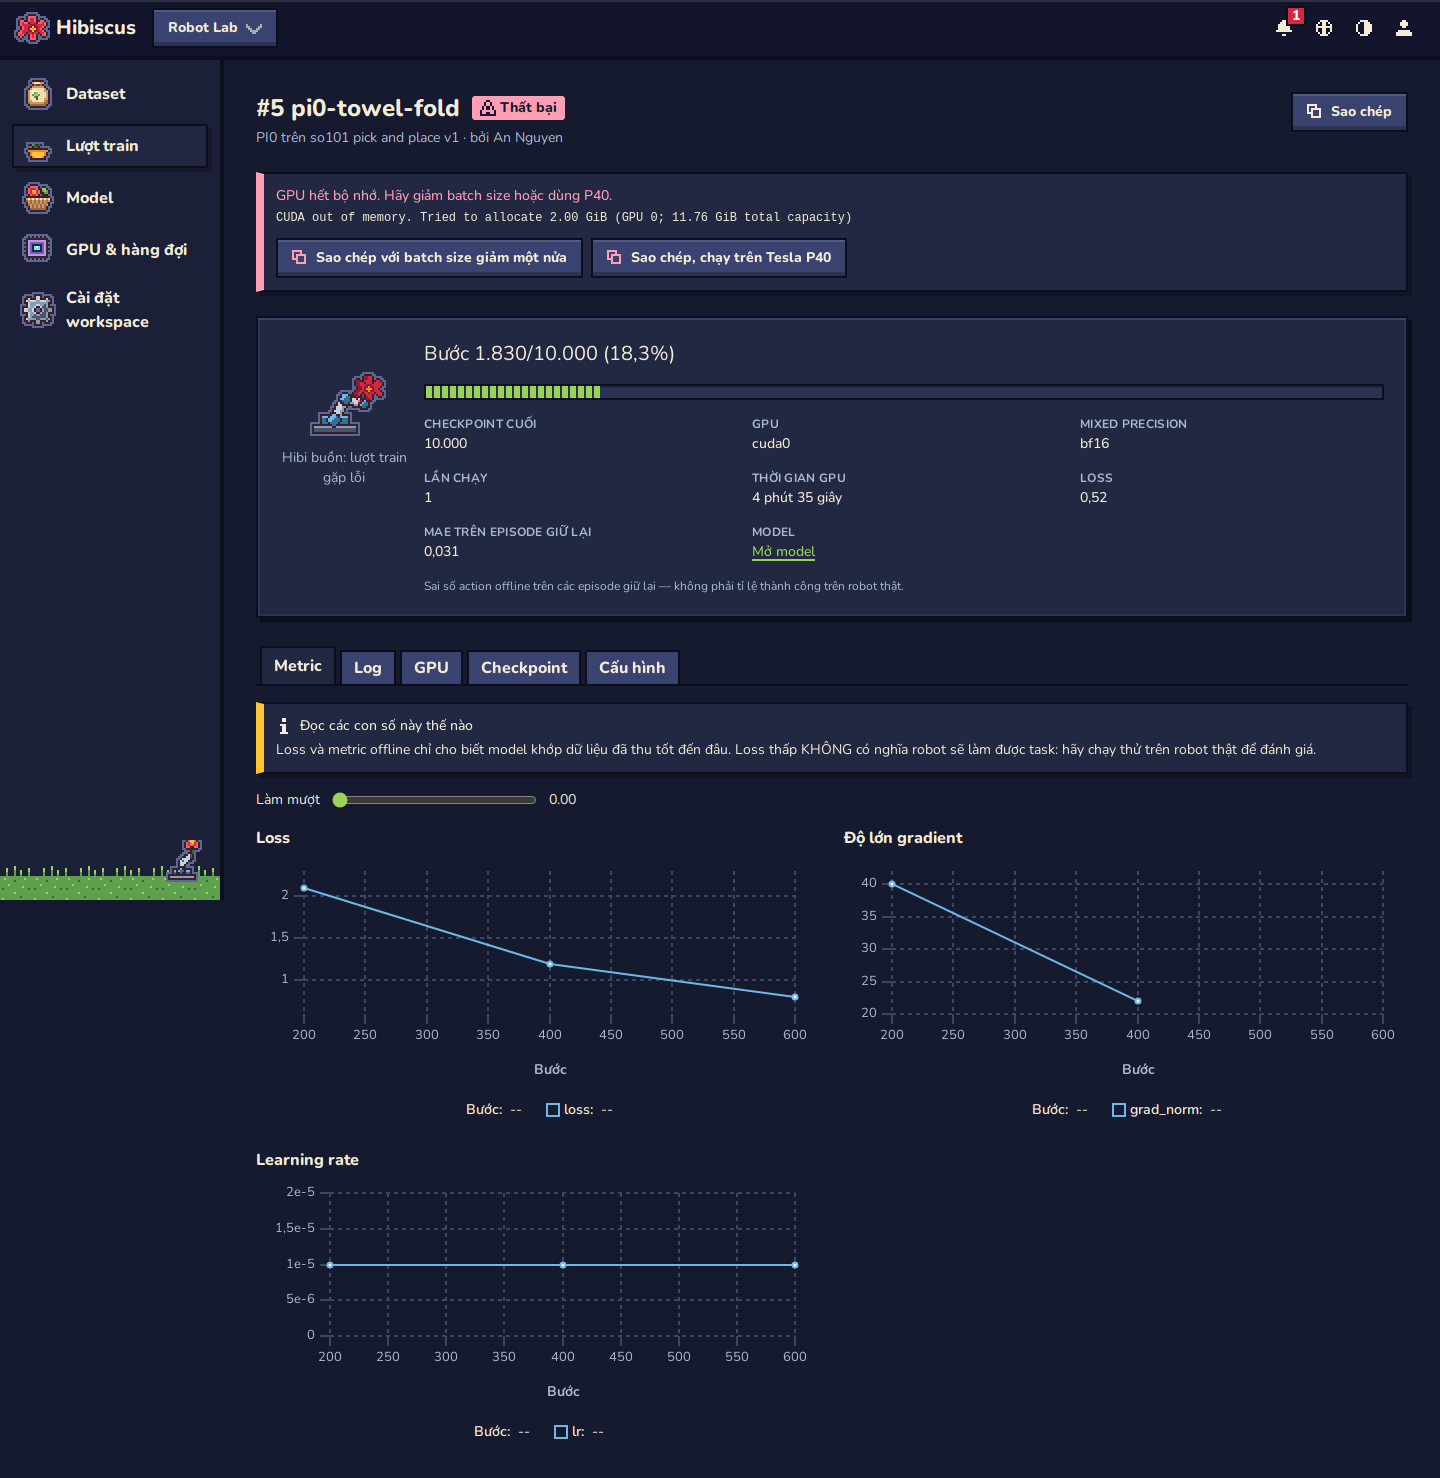 Hibiscus
Robot Lab
1
Dataset
Lượt train
Model
GPU & hàng đợi
Cài đặt
workspace
#5 pi0-towel-fold
Thất bại
Sao chép
PI0 trên so101 pick and place v1 · bởi An Nguyen
GPU hết bộ nhớ. Hãy giảm batch size hoặc dùng P40.
CUDA out of memory. Tried to allocate 2.00 GiB (GPU 0; 11.76 GiB total capacity)
Sao chép với batch size giảm một nửa
Sao chép, chạy trên Tesla P40
Bước 1.830/10.000 (18,3%)
Hibi buồn: lượt train
gặp lỗi
CHECKPOINT CUỐI
GPU
MIXED PRECISION
10.000
cuda0
bf16
LẦN CHẠY
THỜI GIAN GPU
LOSS
1
4 phút 35 giây
0,52
MAE TRÊN EPISODE GIỮ LẠI
MODEL
0,031
Mở model
Sai số action offline trên các episode giữ lại — không phải tỉ lệ thành công trên robot thật.
Metric
Log
GPU
Checkpoint
Cấu hình
Đọc các con số này thế nào
Loss và metric offline chỉ cho biết model khớp dữ liệu đã thu tốt đến đâu. Loss thấp KHÔNG có nghĩa robot sẽ làm được task: hãy chạy thử trên robot thật để đánh giá.
Làm mượt
0.00
Loss
2
1,5
1
200 250 300 350 400 450 500 550 600
Bước
Bước: --
loss: --
Độ lớn gradient
40
35
30
25
20
200 250 300 350 400 450 500 550 600
Bước
Bước: --
grad_norm: --
Learning rate
2e-5
1,5e-5
1e-5
5e-6
0
200 250 300 350 400 450 500 550 600
Bước
Bước: --
lr: --